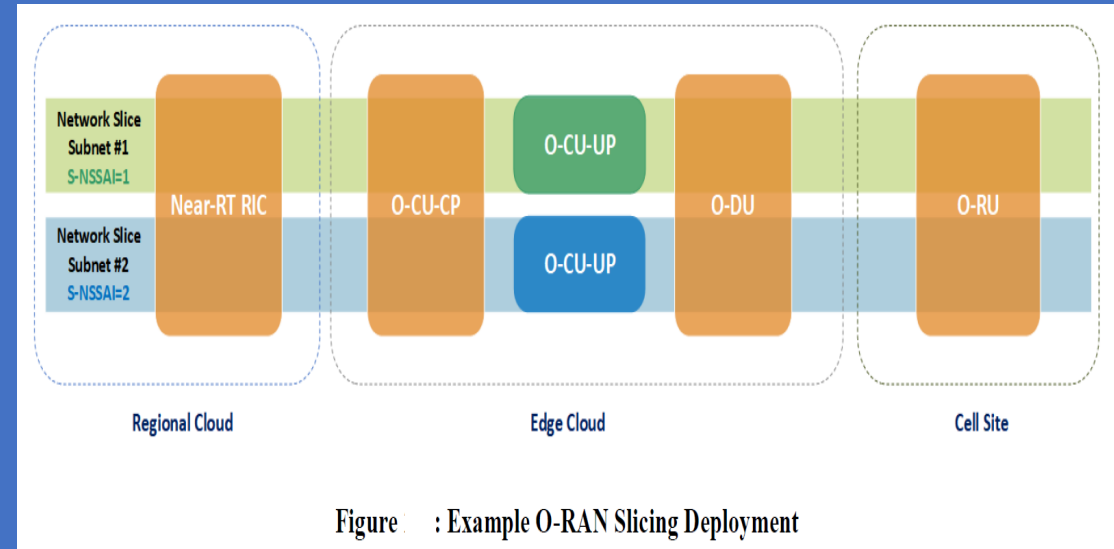 Network Slice
Subnet #1
S-NSSAI=1
Network Slice
Subnet #2
S-NSSAI=2
Near-RT RIC
O-CU-CP
O-CU-UP
O-CU-UP
O-DU
O-RU
Regional Cloud
Edge Cloud
Cell Site
Figure : Example O-RAN Slicing Deployment